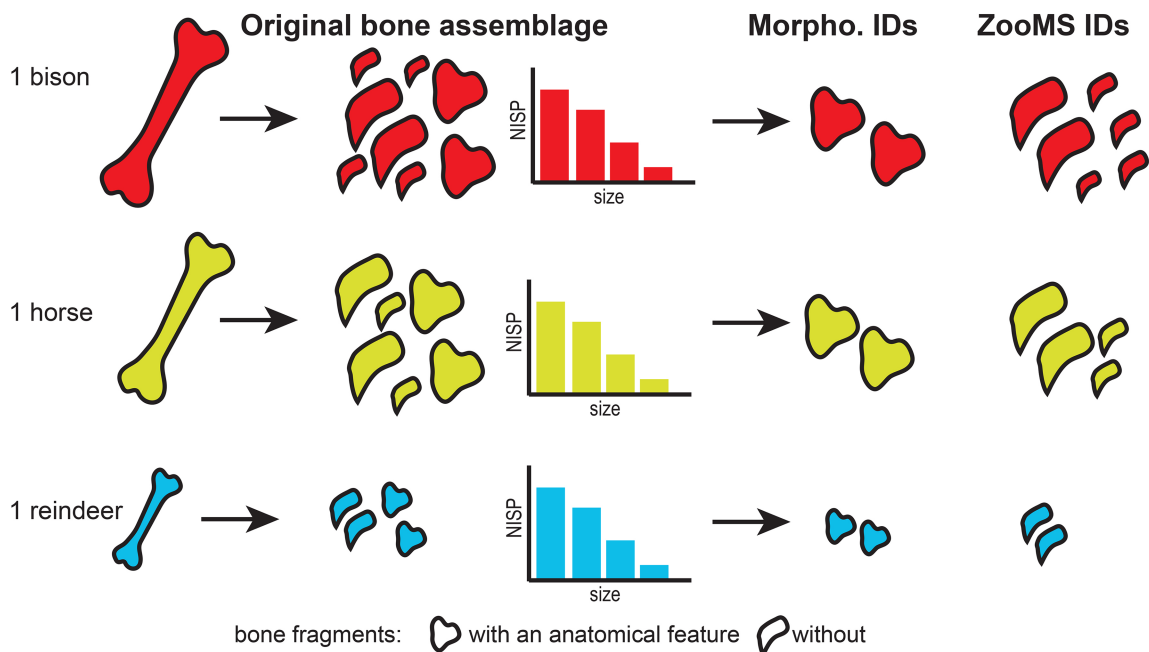 Original bone assemblage
Morpho. IDs
ZooMS IDs
1 bison
NISP
size
1 horse
NISP
size
1 reindeer
NISP
size
bone fragments: with an anatomical feature without